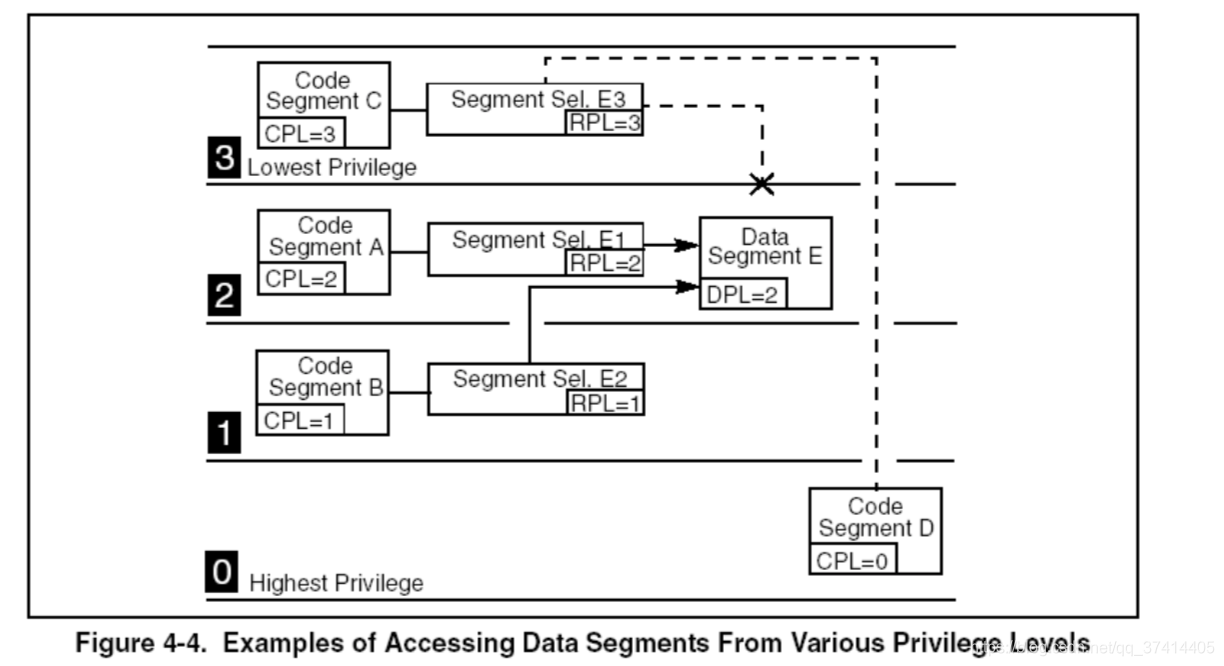 Code
Segment C
CPL=3
Segment Sel. E3
RPL=3
3
Lowest Privilege
Code
Segment A
CPL=2
Segment Sel. E1
RPL=2
Data
Segment E
DPL=2
2
Code
Segment B
CPL=1
Segment Sel. E2
RPL=1
1
Code
Segment D
CPL=0
0
Highest Privilege
Figure 4-4. Examples of Accessing Data Segments From Various Privilege Levels
net/qq_37414405